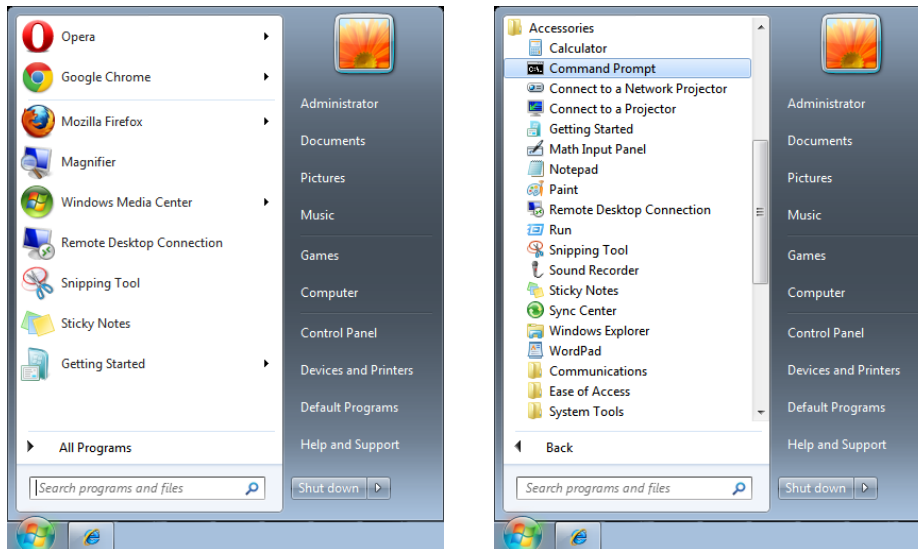 Opera
Google Chrome
Mozilla Firefox
Magnifier
Windows Media Center
Remote Desktop Connection
Snipping Tool
Sticky Notes
Getting Started
All Programs
Search programs and files
Administrator
Documents
Pictures
Music
Games
Computer
Control Panel
Devices and Printers
Default Programs
Help and Support
Shut down
Accessories
Calculator
C:\.
Command Prompt
Connect to a Network Projector
Connect to a Projector
Getting Started
Math Input Panel
Notepad
Paint
Remote Desktop Connection
Run
Snipping Tool
Sound Recorder
Sticky Notes
Sync Center
Windows Explorer
WordPad
Communications
Ease of Access
System Tools
Back
Search programs and files
Administrator
Documents
Pictures
Music
Games
Computer
Control Panel
Devices and Printers
Default Programs
Help and Support
Shut down